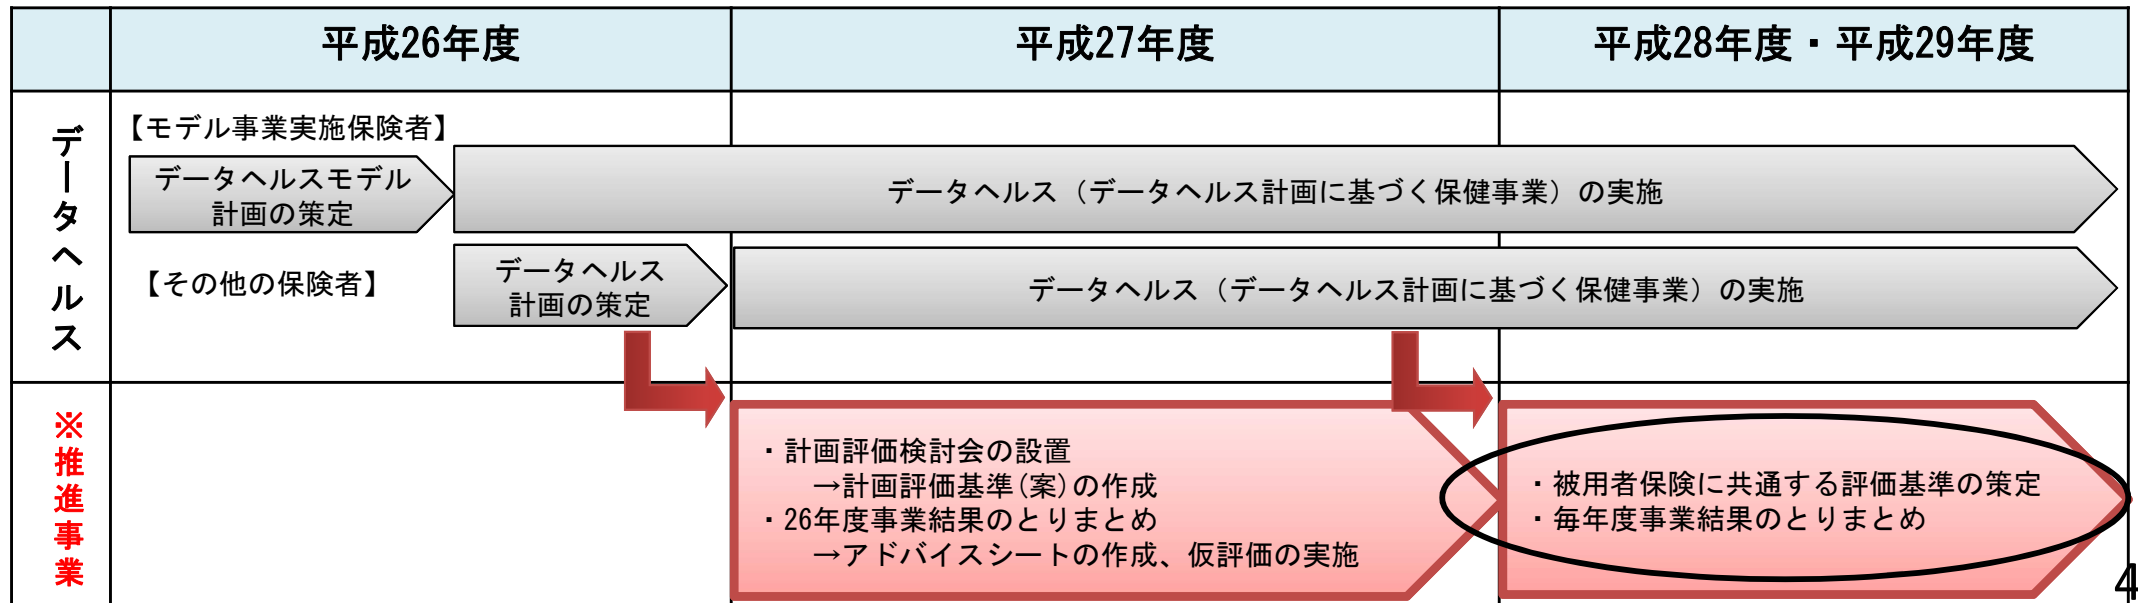 平成26年度
平成27年度
平成28年度・平成29年度
データヘルス
【モデル事業実施保険者】
データヘルスモデル
計画の策定
データヘルス（データヘルス計画に基づく保健事業）の実施
【その他の保険者】
データヘルス
計画の策定
データヘルス（データヘルス計画に基づく保健事業）の実施
※推進事業
・計画評価検討会の設置
→計画評価基準(案)の作成
・26年度事業結果のとりまとめ
→アドバイスシートの作成、仮評価の実施
・被用者保険に共通する評価基準の策定
・毎年度事業結果のとりまとめ
4